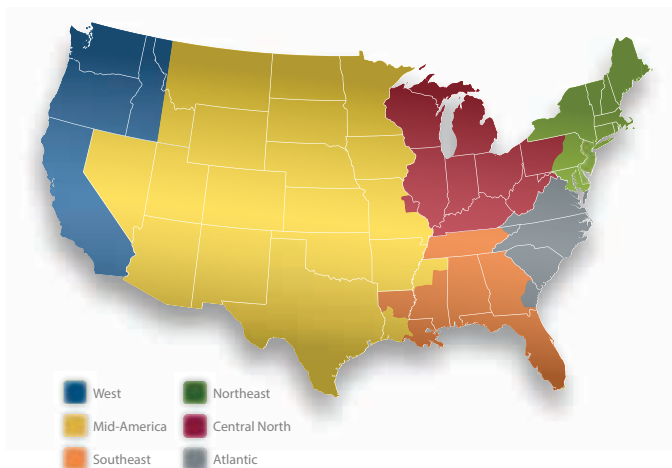 West
Northeast
Mid-America
Central North
Southeast
Atlantic